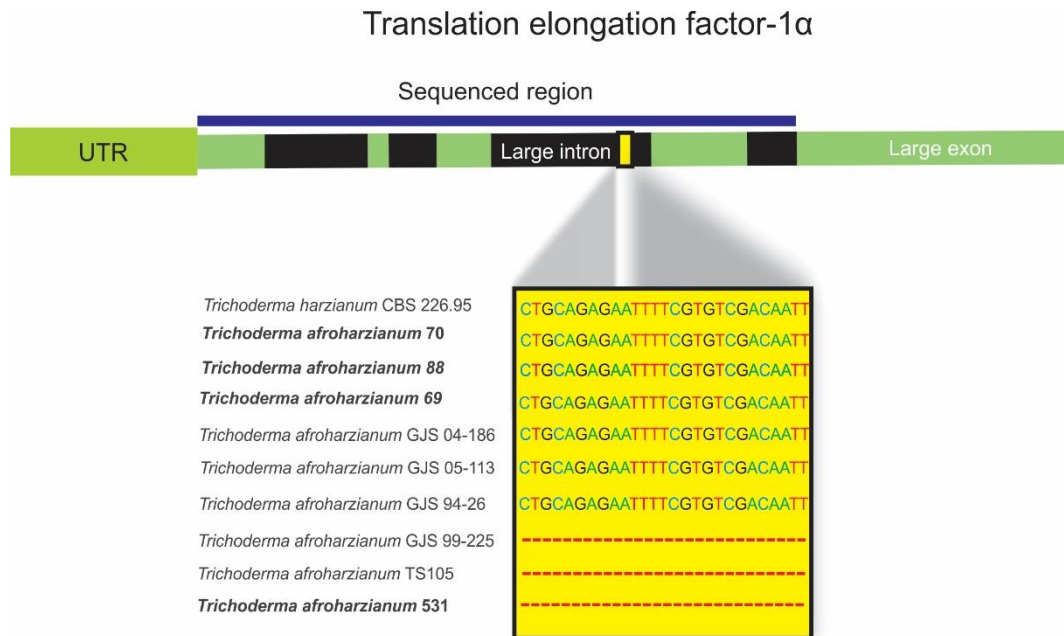 Translation elongation factor-1α
Sequenced region
UTR
Large intron
Large exon
Trichoderma harzianum CBS 226.95 CTGCAGAGAATTTTCGTGTCGACAATT
Trichoderma afroharzianum 70 CTGCAGAGAATTTTCGTGTCGACAATT
Trichoderma afroharzianum 88 CTGCAGAGAATTTTCGTGTCGACAATT
Trichoderma afroharzianum 69 CTGCAGAGAATTTTCGTGTCGACAATT
Trichoderma afroharzianum GJS 04-186 CTGCAGAGAATTTTCGTGTCGACAATT
Trichoderma afroharzianum GJS 05-113 CTGCAGAGAATTTTCGTGTCGACAATT
Trichoderma afroharzianum GJS 94-26 CTGCAGAGAATTTTCGTGTCGACAATT
Trichoderma afroharzianum GJS 99-225 ---------------------------
Trichoderma afroharzianum TS105 ---------------------------
Trichoderma afroharzianum 531 ---------------------------